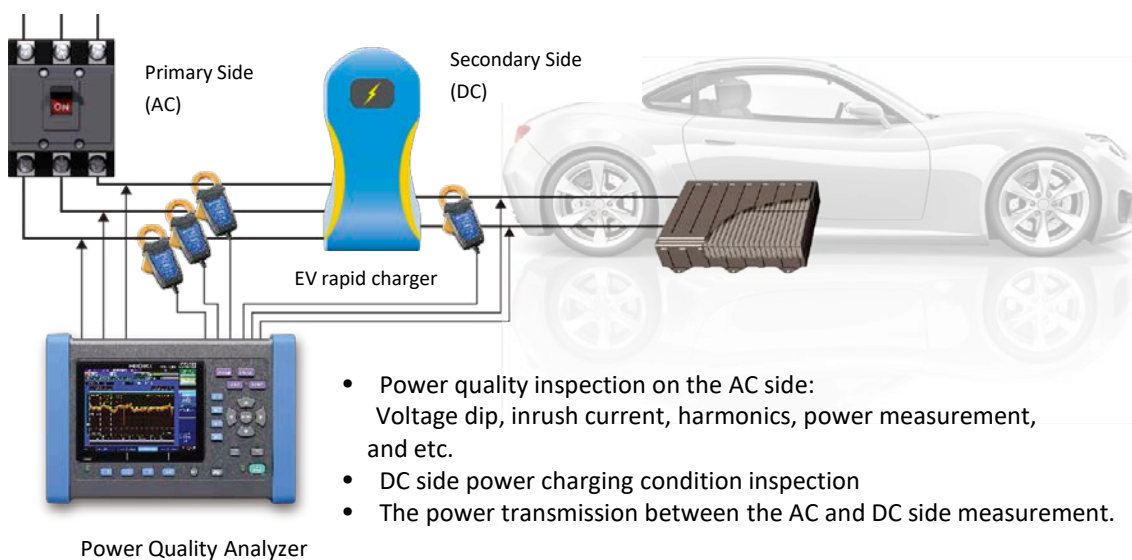 Primary Side
(AC)
Secondary Side
(DC)
ON
EV rapid charger
HIOKI
• Power quality inspection on the AC side:
Voltage dip, inrush current, harmonics, power measurement,
and etc.
• DC side power charging condition inspection
• The power transmission between the AC and DC side measurement.
Power Quality Analyzer